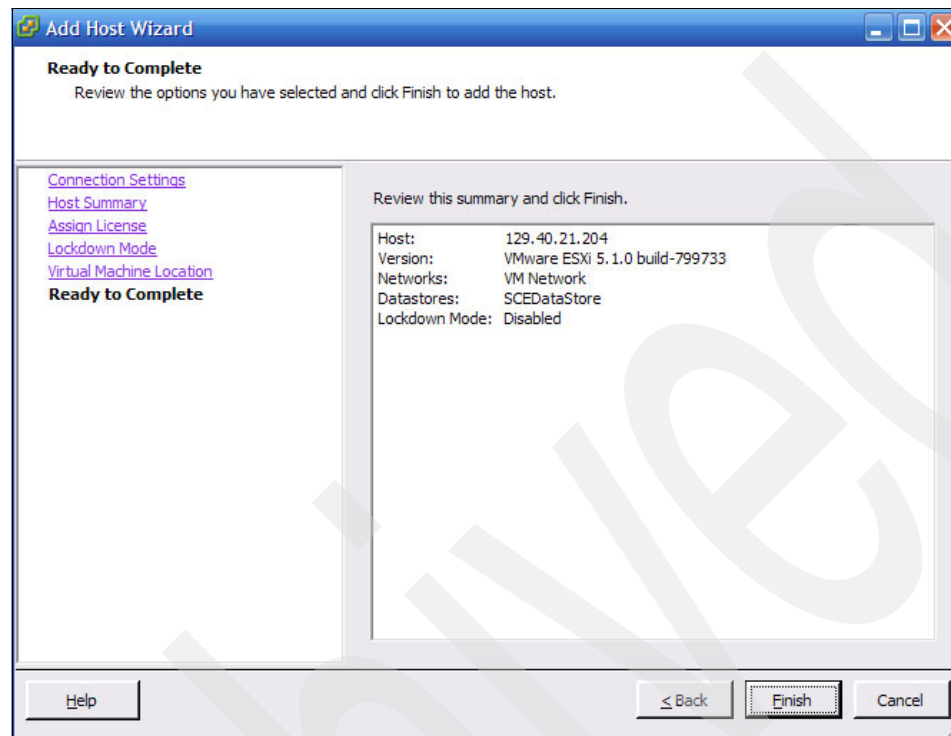 Add Host Wizard
Ready to Complete
Review the options you have selected and click Finish to add the host.
Connection Settings
Host Summary
Assign License
Lockdown Mode
Virtual Machine Location
Ready to Complete
Review this summary and click Finish.
Host: 129.40.21.204
Version: VMware ESXi 5.1.0 build-799733
Networks: VM Network
Datastores: SCEDataStore
Lockdown Mode: Disabled
Help
< Back
Finish
Cancel